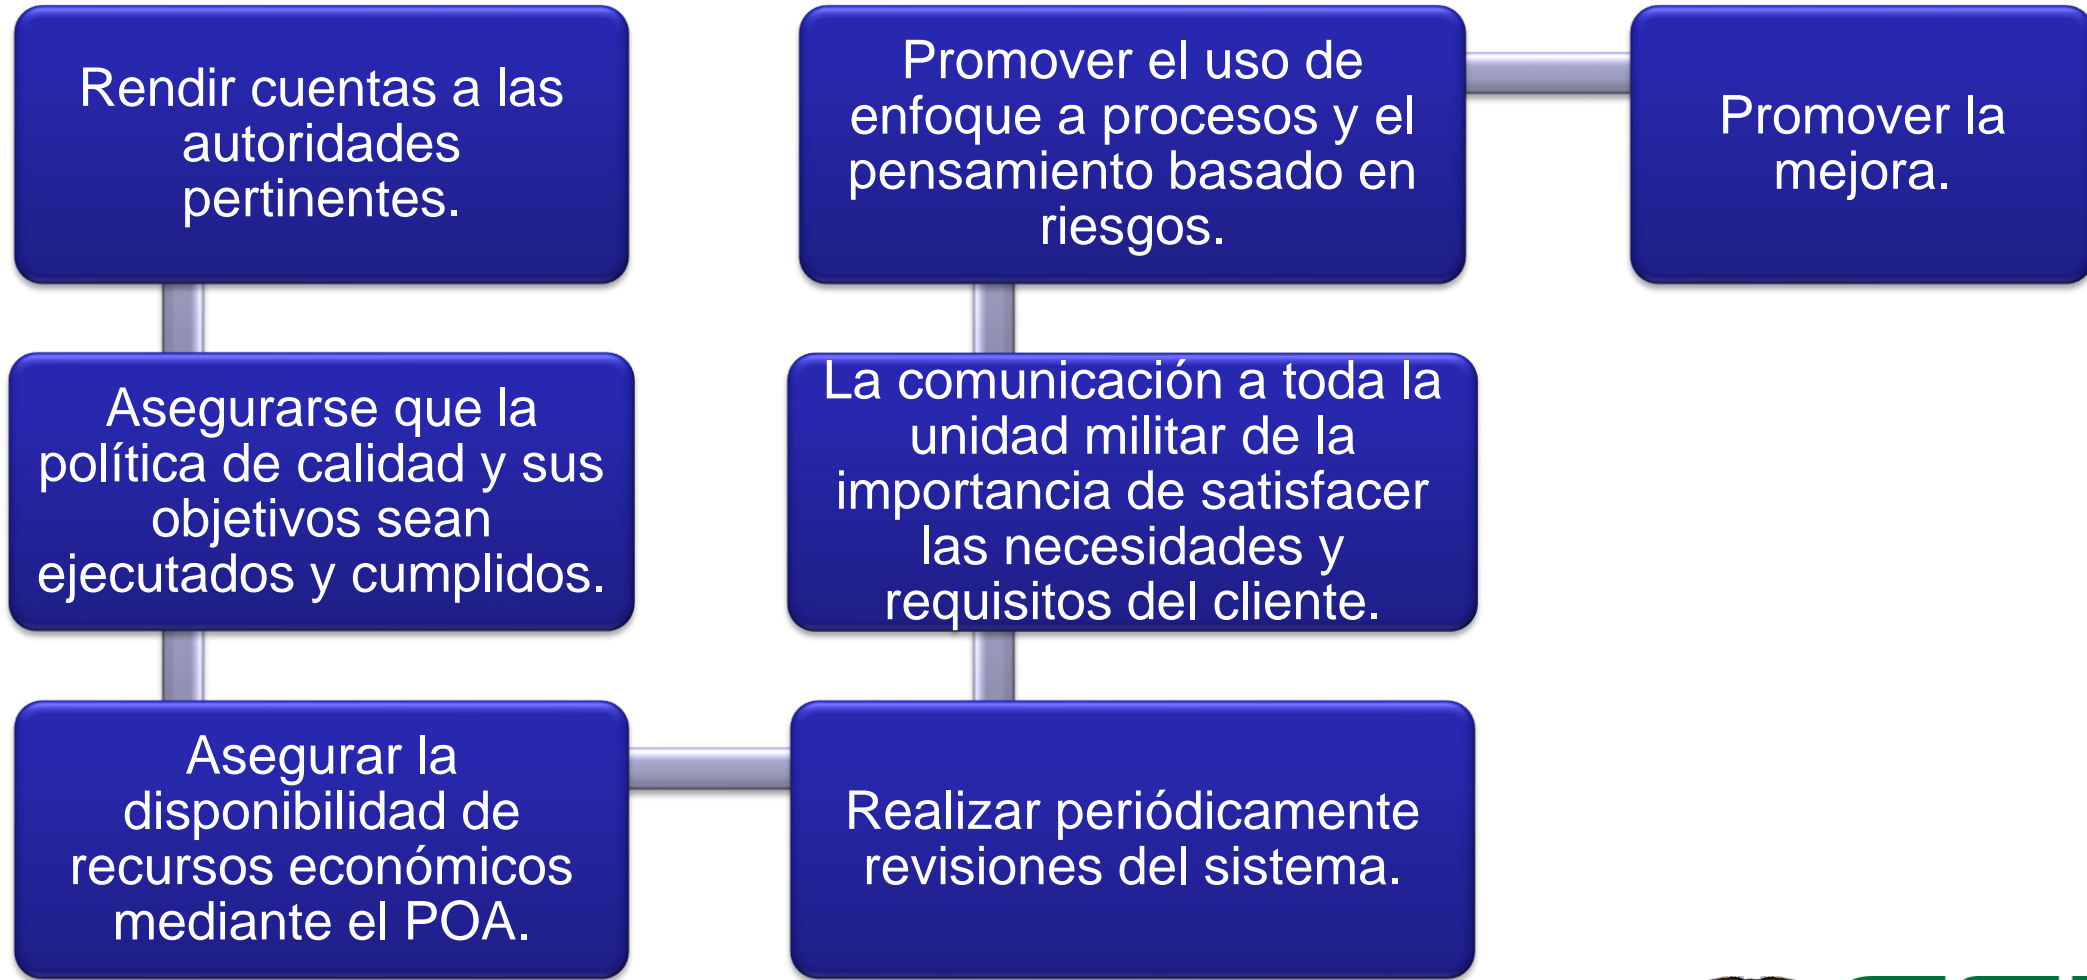 Rendir cuentas a las
autoridades
pertinentes.
Asegurarse que la
política de calidad y sus
objetivos sean
ejecutados y cumplidos.
Asegurar la
disponibilidad de
recursos económicos
mediante el POA.
Realizar periódicamente
revisiones del sistema.
La comunicación a toda la
unidad militar de la
importancia de satisfacer
las necesidades y
requisitos del cliente.
Promover el uso de
enfoque a procesos y el
pensamiento basado en
riesgos.
Promover la
mejora.